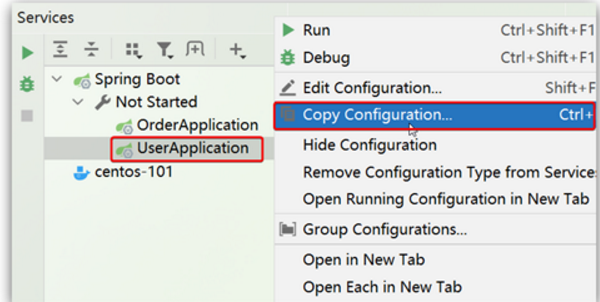 Services
Spring Boot
Not Started
OrderApplication
UserApplication
centos-101
Run Ctrl+Shift+F1
Debug Ctrl+Shift+F1
Edit Configuration... Shift+F
Copy Configuration... Ctrl+
Hide Configuration
Remove Configuration Type from Service
Open Running Configuration in New Tab
Group Configurations...
Open in New Tab
Open Each in New Tab